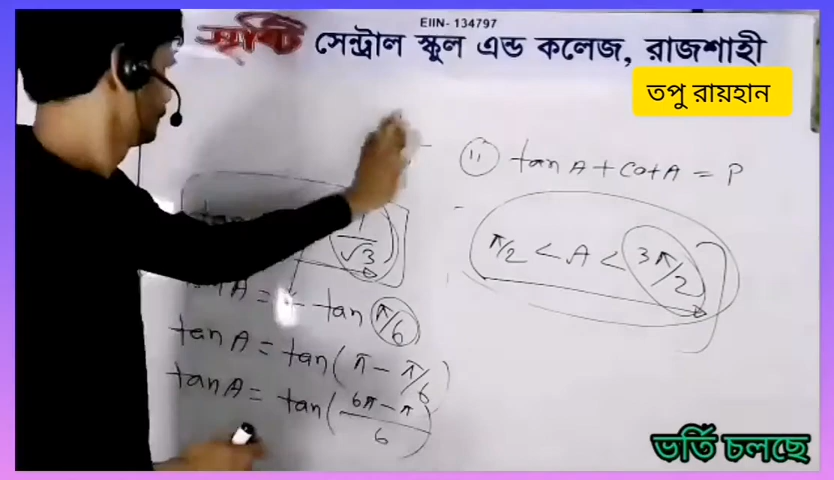 EIIN- 134797
সৃষ্টি সেন্ট্রাল স্কুল এন্ড কলেজ, রাজশাহী
তপু রায়হান
(ii) tan A + cot A = P
π/2 < A < 3π/2
1/√3
A = - tan π/6
tan A = tan(π - π/6)
tan A = tan(6π - π/6)
ভর্তি চলছে